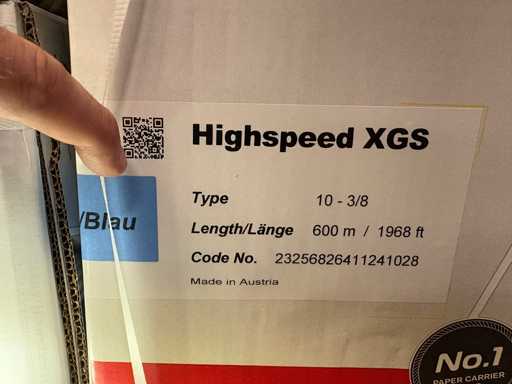 Highspeed XGS
/Blau
Type 10 - 3/8
Length/Länge 600 m / 1968 ft
Code No. 23256826411241028
Made in Austria
No.1
PAPER CARRIER